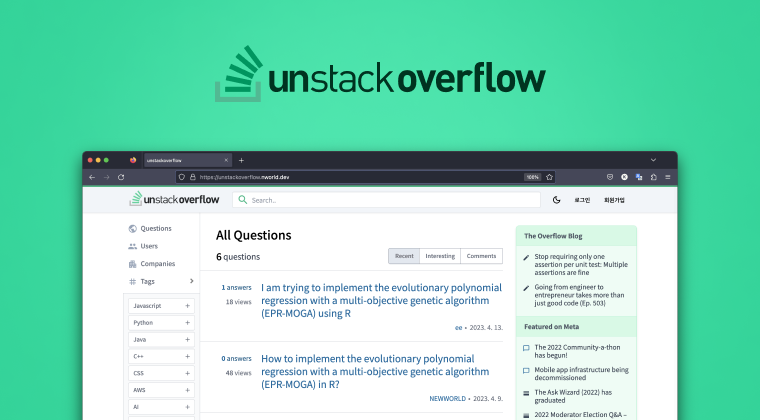 unstackoverflow
unstackoverflow
https://unstackoverflow.nworld.dev
100%
unstackoverflow
Search..
로그인
회원가입
Questions
Users
Companies
Tags
Javascript
Python
Java
C++
CSS
AWS
AI
All Questions
6 questions
Recent
Interesting
Comments
1 answers
18 views
I am trying to implement the evolutionary polynomial
regression with a multi-objective genetic algorithm
(EPR-MOGA) using R
ee • 2023. 4. 13.
0 answers
48 views
How to implement the evolutionary polynomial
regression with a multi-objective genetic algorithm
(EPR-MOGA) in R?
NEWWORLD • 2023. 4. 9.
The Overflow Blog
Stop requiring only one
assertion per unit test: Multiple
assertions are fine
Going from engineer to
entrepreneur takes more than
just good code (Ep. 503)
Featured on Meta
The 2022 Community-a-thon
has begun!
Mobile app infrastructure being
decommissioned
The Ask Wizard (2022) has
graduated
2022 Moderator Election Q&A –